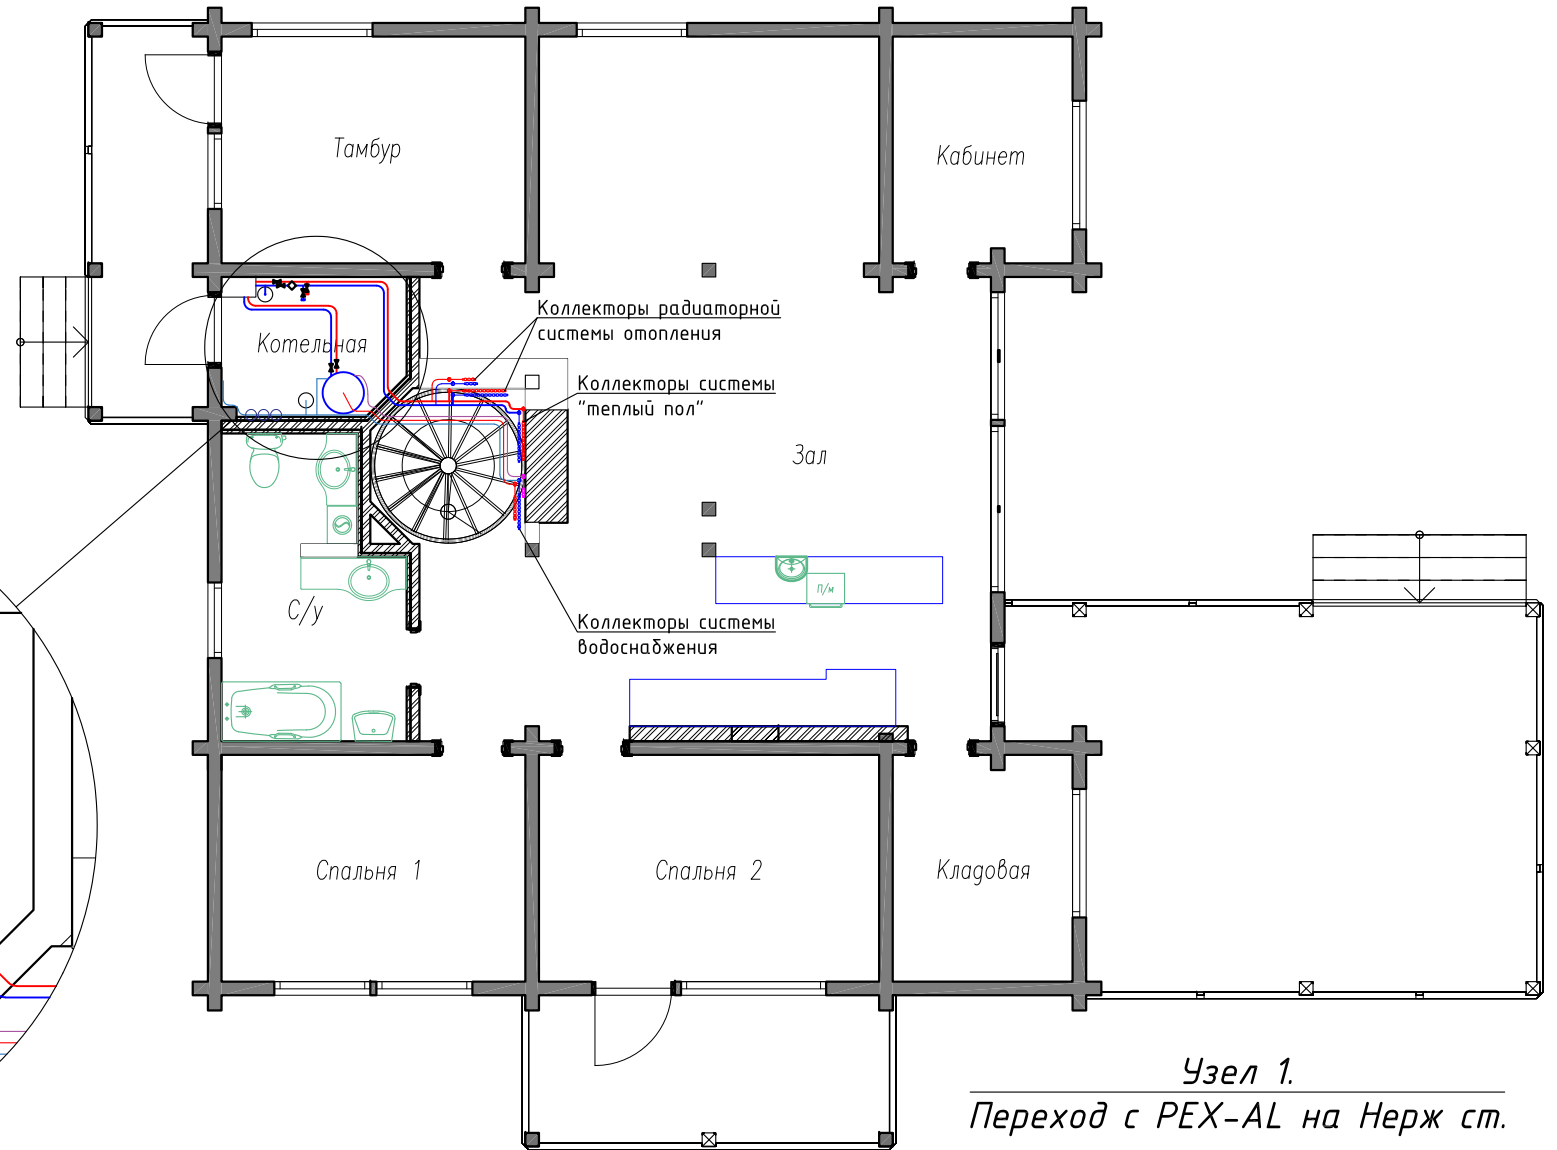 Тамбур
Кабинет
Коллекторы радиаторной
системы отопления
Котельная
Коллекторы системы
"теплый пол"
Зал
П/м
С/у
Коллекторы системы
водоснабжения
Спальня 1
Спальня 2
Кладовая
Узел 1.
Переход с PEX-AL на Нерж ст.